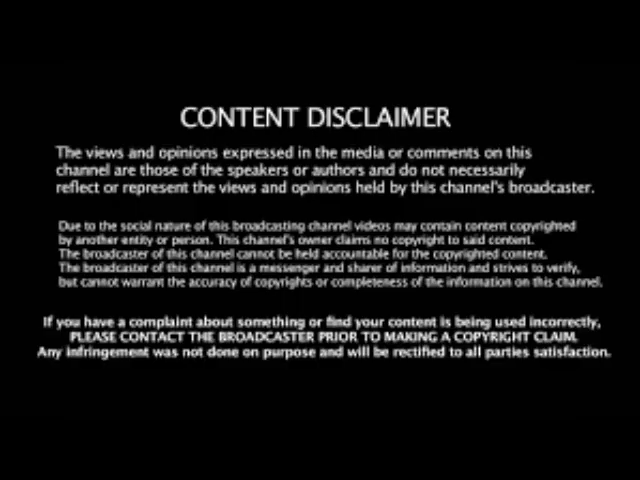 CONTENT DISCLAIMER
The views and opinions expressed in the media or comments on this
channel are those of the speakers or authors and do not necessarily
reflect or represent the views and opinions held by this channel's broadcaster.
Due to the social nature of this broadcasting channel videos may contain content copyrighted
by another entity or person. This channel's owner claims no copyright to said content.
The broadcaster of this channel cannot be held accountable for the copyrighted content.
The broadcaster of this channel is a messenger and sharer of information and strives to verify,
but cannot warrant the accuracy of copyrights or completeness of the information on this channel.
If you have a complaint about something or find your content is being used incorrectly,
PLEASE CONTACT THE BROADCASTER PRIOR TO MAKING A COPYRIGHT CLAIM.
Any infringement was not done on purpose and will be rectified to all parties satisfaction.